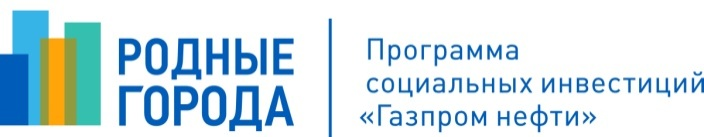 РОДНЫЕ
ГОРОДА
Программа
социальных инвестиций
«Газпром нефти»